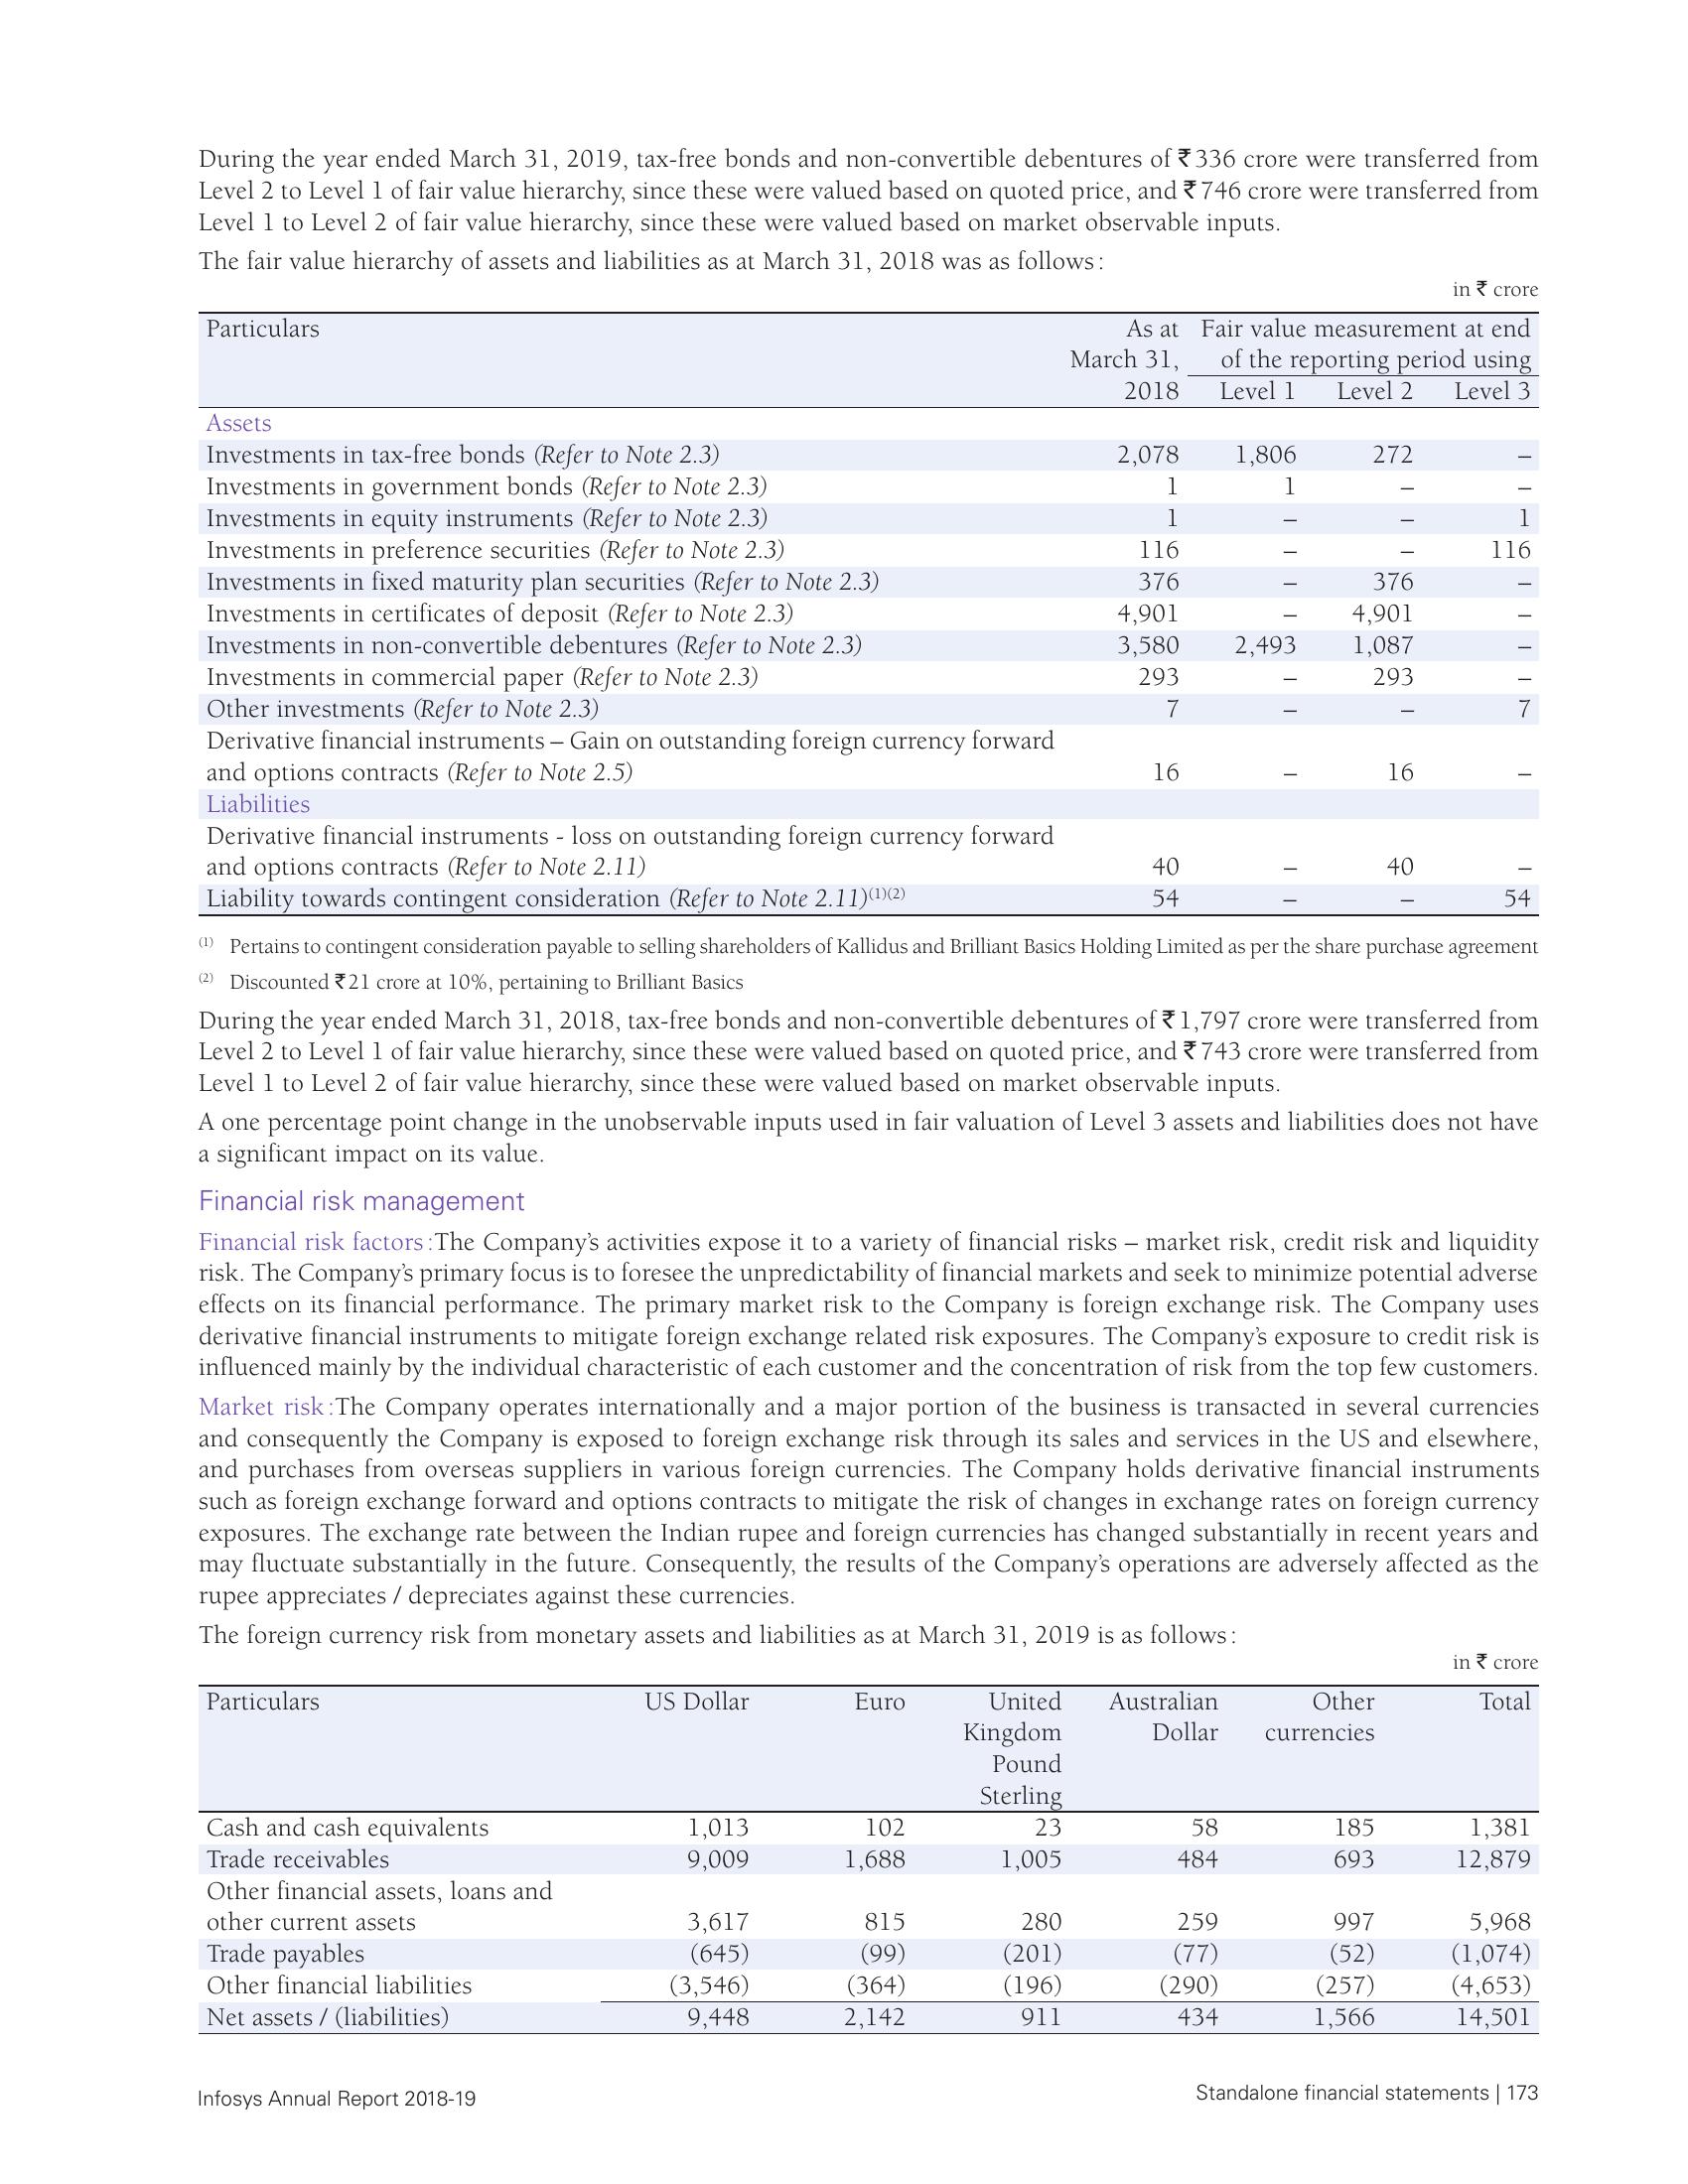 During the year ended March 31, 2019, tax-free bonds and non-convertible debentures of ₹336 crore were transferred from
Level 2 to Level 1 of fair value hierarchy, since these were valued based on quoted price, and ₹746 crore were transferred from
Level 1 to Level 2 of fair value hierarchy, since these were valued based on market observable inputs.
The fair value hierarchy of assets and liabilities as at March 31, 2018 was as follows:
in ₹ crore
Particulars As at Fair value measurement at end
March 31, of the reporting period using
2018 Level 1 Level 2 Level 3
Assets
Investments in tax-free bonds (Refer to Note 2.3) 2,078 1,806 272 –
Investments in government bonds (Refer to Note 2.3) 1 1 – –
Investments in equity instruments (Refer to Note 2.3) 1 – – 1
Investments in preference securities (Refer to Note 2.3) 116 – – 116
Investments in fixed maturity plan securities (Refer to Note 2.3) 376 – 376 –
Investments in certificates of deposit (Refer to Note 2.3) 4,901 – 4,901 –
Investments in non-convertible debentures (Refer to Note 2.3) 3,580 2,493 1,087 –
Investments in commercial paper (Refer to Note 2.3) 293 – 293 –
Other investments (Refer to Note 2.3) 7 – – 7
Derivative financial instruments – Gain on outstanding foreign currency forward
and options contracts (Refer to Note 2.5) 16 – 16 –
Liabilities
Derivative financial instruments - loss on outstanding foreign currency forward
and options contracts (Refer to Note 2.11) 40 – 40 –
Liability towards contingent consideration (Refer to Note 2.11)(1)(2) 54 – – 54
(1) Pertains to contingent consideration payable to selling shareholders of Kallidus and Brilliant Basics Holding Limited as per the share purchase agreement
(2) Discounted ₹21 crore at 10%, pertaining to Brilliant Basics
During the year ended March 31, 2018, tax-free bonds and non-convertible debentures of ₹1,797 crore were transferred from
Level 2 to Level 1 of fair value hierarchy, since these were valued based on quoted price, and ₹743 crore were transferred from
Level 1 to Level 2 of fair value hierarchy, since these were valued based on market observable inputs.
A one percentage point change in the unobservable inputs used in fair valuation of Level 3 assets and liabilities does not have
a significant impact on its value.
Financial risk management
Financial risk factors:The Company's activities expose it to a variety of financial risks – market risk, credit risk and liquidity
risk. The Company's primary focus is to foresee the unpredictability of financial markets and seek to minimize potential adverse
effects on its financial performance. The primary market risk to the Company is foreign exchange risk. The Company uses
derivative financial instruments to mitigate foreign exchange related risk exposures. The Company's exposure to credit risk is
influenced mainly by the individual characteristic of each customer and the concentration of risk from the top few customers.
Market risk:The Company operates internationally and a major portion of the business is transacted in several currencies
and consequently the Company is exposed to foreign exchange risk through its sales and services in the US and elsewhere,
and purchases from overseas suppliers in various foreign currencies. The Company holds derivative financial instruments
such as foreign exchange forward and options contracts to mitigate the risk of changes in exchange rates on foreign currency
exposures. The exchange rate between the Indian rupee and foreign currencies has changed substantially in recent years and
may fluctuate substantially in the future. Consequently, the results of the Company's operations are adversely affected as the
rupee appreciates / depreciates against these currencies.
The foreign currency risk from monetary assets and liabilities as at March 31, 2019 is as follows:
in ₹ crore
Particulars US Dollar Euro United Australian Other Total
Kingdom Dollar currencies
Pound
Sterling
Cash and cash equivalents 1,013 102 23 58 185 1,381
Trade receivables 9,009 1,688 1,005 484 693 12,879
Other financial assets, loans and
other current assets 3,617 815 280 259 997 5,968
Trade payables (645) (99) (201) (77) (52) (1,074)
Other financial liabilities (3,546) (364) (196) (290) (257) (4,653)
Net assets / (liabilities) 9,448 2,142 911 434 1,566 14,501
Infosys Annual Report 2018-19
Standalone financial statements | 173